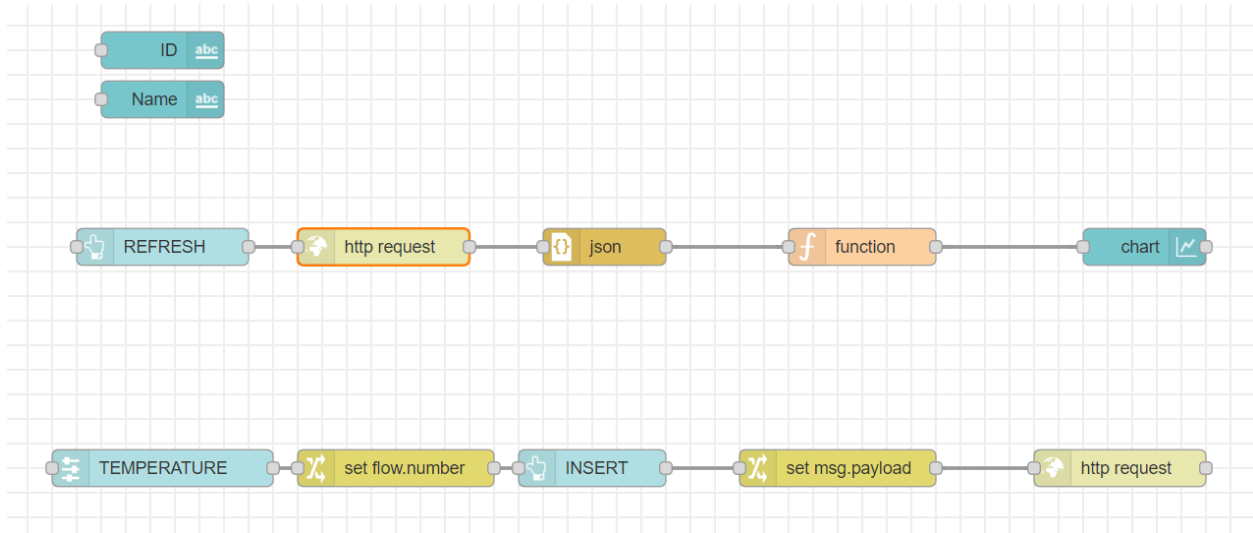 ID abc
Name abc
REFRESH http request {} json f function chart
TEMPERATURE set flow.number INSERT set msg.payload http request